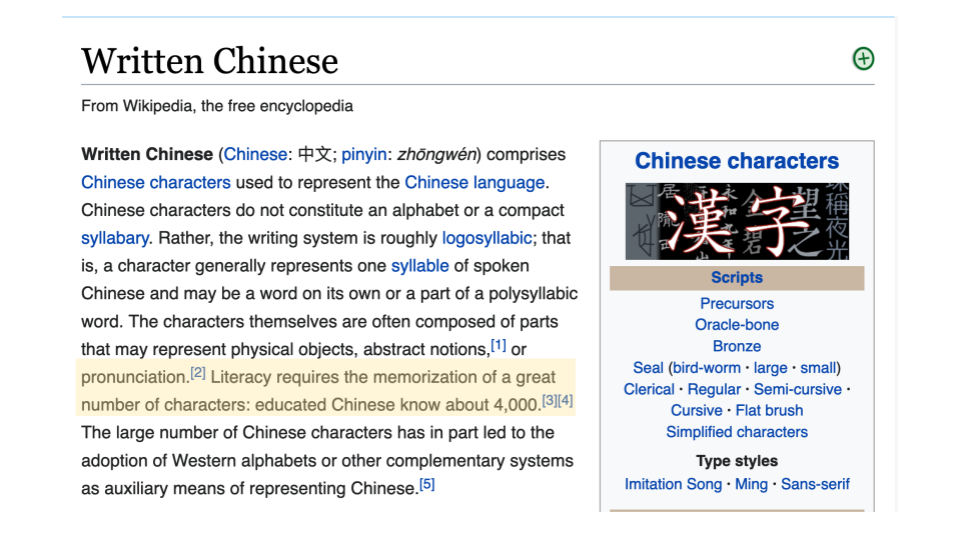 Written Chinese
From Wikipedia, the free encyclopedia
Written Chinese (Chinese: 中文; pinyin: zhōngwén) comprises
Chinese characters used to represent the Chinese language.
Chinese characters do not constitute an alphabet or a compact
syllabary. Rather, the writing system is roughly logosyllabic; that
is, a character generally represents one syllable of spoken
Chinese and may be a word on its own or a part of a polysyllabic
word. The characters themselves are often composed of parts
that may represent physical objects, abstract notions,[1] or
pronunciation.[2] Literacy requires the memorization of a great
number of characters: educated Chinese know about 4,000.[3][4]
The large number of Chinese characters has in part led to the
adoption of Western alphabets or other complementary systems
as auxiliary means of representing Chinese.[5]
Chinese characters
漢字
Scripts
Precursors
Oracle-bone
Bronze
Seal (bird-worm · large · small)
Clerical · Regular · Semi-cursive ·
Cursive · Flat brush
Simplified characters
Type styles
Imitation Song · Ming · Sans-serif